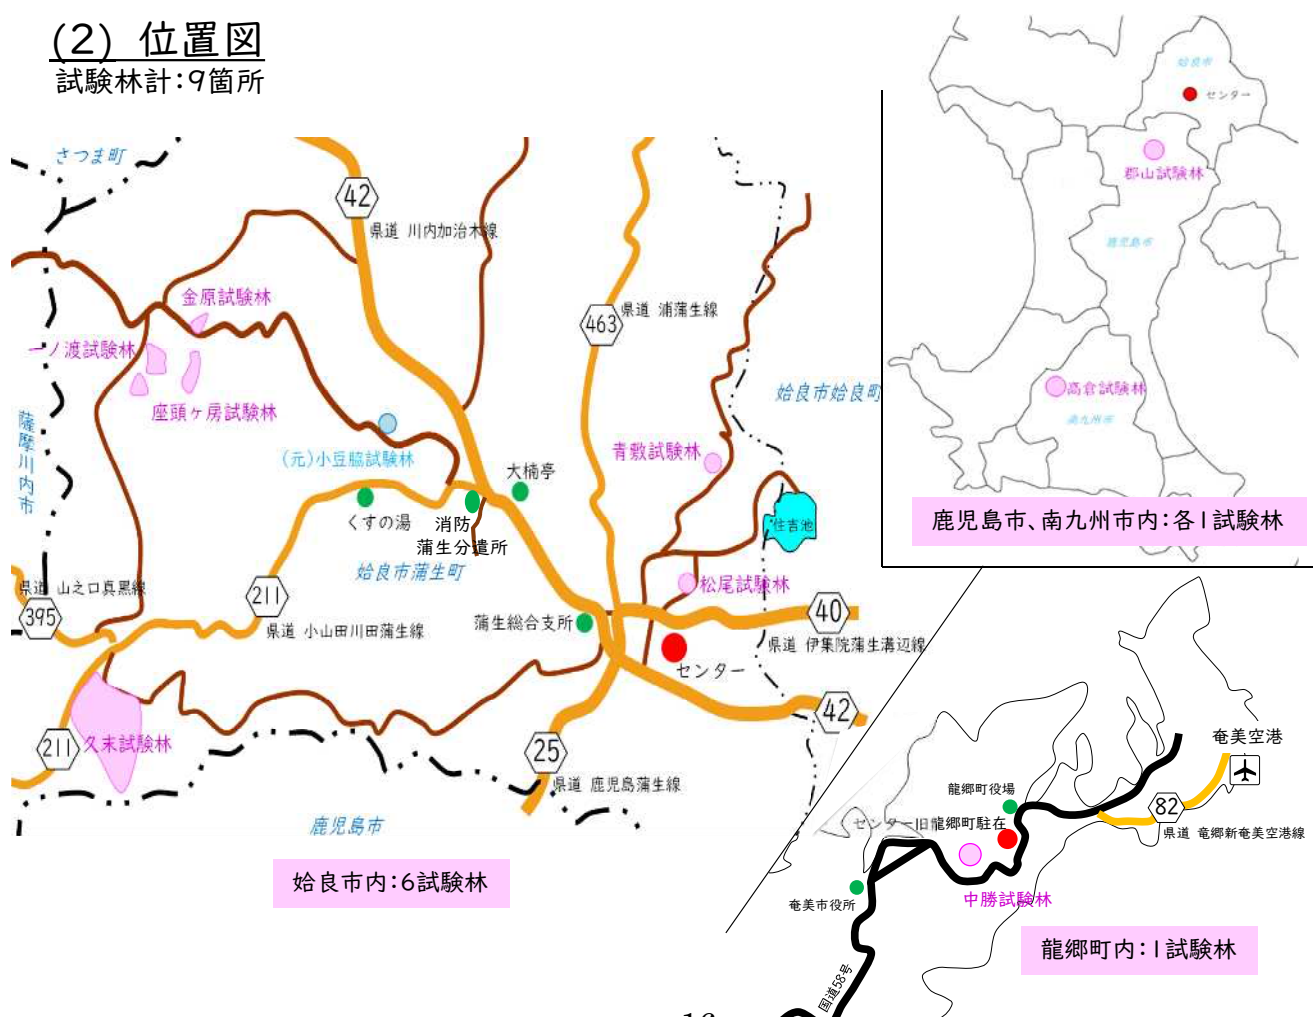 (2) 位置図
試験林計:9箇所
さつま町
42
県道 川内加治木線
金原試験林
463
県道 浦蒲生線
一ノ渡試験林
座頭ヶ房試験林
姶良市姶良町
薩摩川内市
(元)小豆脇試験林
青敷試験林
大楠亭
くすの湯
消防
蒲生分遣所
住吉池
姶良市蒲生町
県道 山之口真黒線
395
211
県道 小山田川田蒲生線
蒲生総合支所
松尾試験林
40
県道 伊集院蒲生溝辺線
センター
42
211
久末試験林
25
県道 鹿児島蒲生線
鹿児島市
姶良市内:6試験林
姶良市
センター
郡山試験林
鹿児島市
高倉試験林
南九州市
鹿児島市、南九州市内:各1試験林
奄美空港
龍郷町役場
82
県道 竜郷新奄美空港線
センター旧龍郷町駐在
中勝試験林
奄美市役所
龍郷町内:1試験林
国道58号